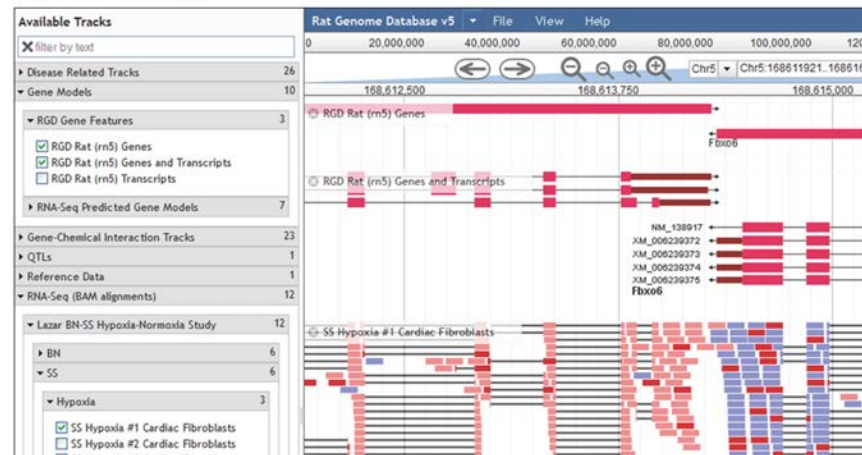 Available Tracks
filter by text
Disease Related Tracks 26
Gene Models 10
RGD Gene Features 3
RGD Rat (rn5) Genes
RGD Rat (rn5) Genes and Transcripts
RGD Rat (rn5) Transcripts
RNA-Seq Predicted Gene Models 7
Gene-Chemical Interaction Tracks 23
QTLs 1
Reference Data 1
RNA-Seq (BAM alignments) 12
Lazar BN-SS Hypoxia-Normoxia Study 12
BN 6
SS 6
Hypoxia 3
SS Hypoxia #1 Cardiac Fibroblasts
SS Hypoxia #2 Cardiac Fibroblasts
Rat Genome Database v5 File View Help
0 20,000,000 40,000,000 60,000,000 80,000,000 100,000,000 120
Chr5 Chr5:168611921..168616
168,612,500 168,613,750 168,615,000
RGD Rat (rn5) Genes
Fbxo6
RGD Rat (rn5) Genes and Transcripts
NM_138917
XM_006239372
XM_006239373
XM_006239374
XM_006239375
Fbxo6
SS Hypoxia #1 Cardiac Fibroblasts